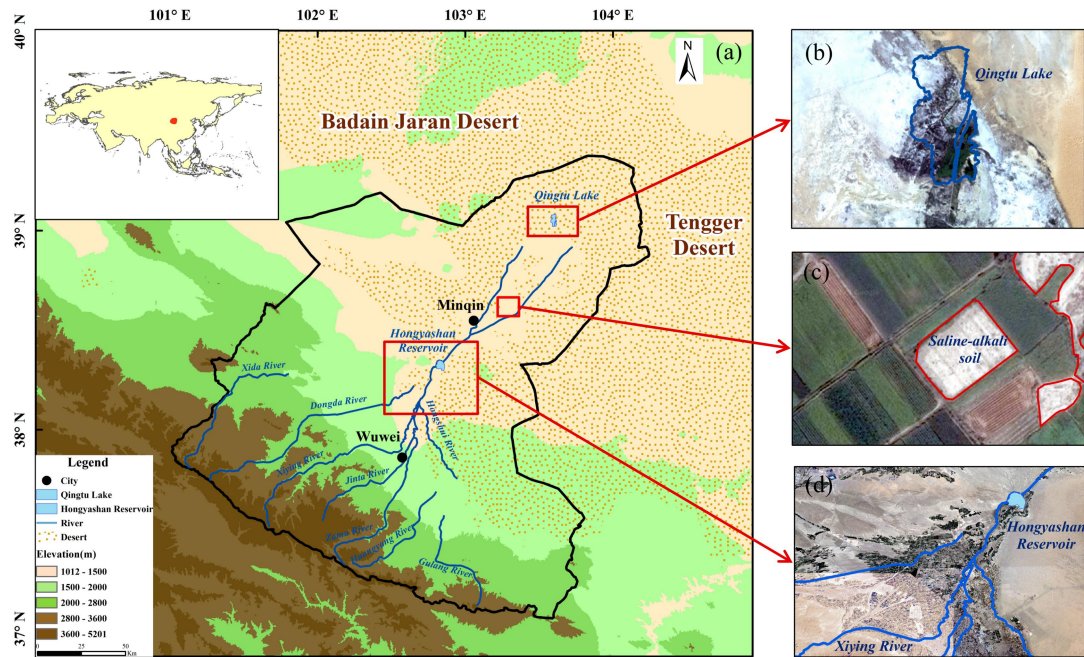 101° E
102° E
103° E
104° E
40° N
39° N
38° N
37° N
(a)
N
Badain Jaran Desert
Qingtu Lake
Tengger
Desert
Minqin
Hongyashan
Reservoir
Xida River
Dongda River
Hongshui River
Wuwei
Xiying River
Jinta River
Zamu River
Huangyang River
Gulang River
Legend
City
Qingtu Lake
Hongyashan Reservoir
River
Desert
Elevation(m)
1012 - 1500
1500 - 2000
2000 - 2800
2800 - 3600
3600 - 5201
0 25 50
Km
(b)
Qingtu Lake
(c)
Saline-alkali
soil
(d)
Hongyashan
Reservoir
Xiying River